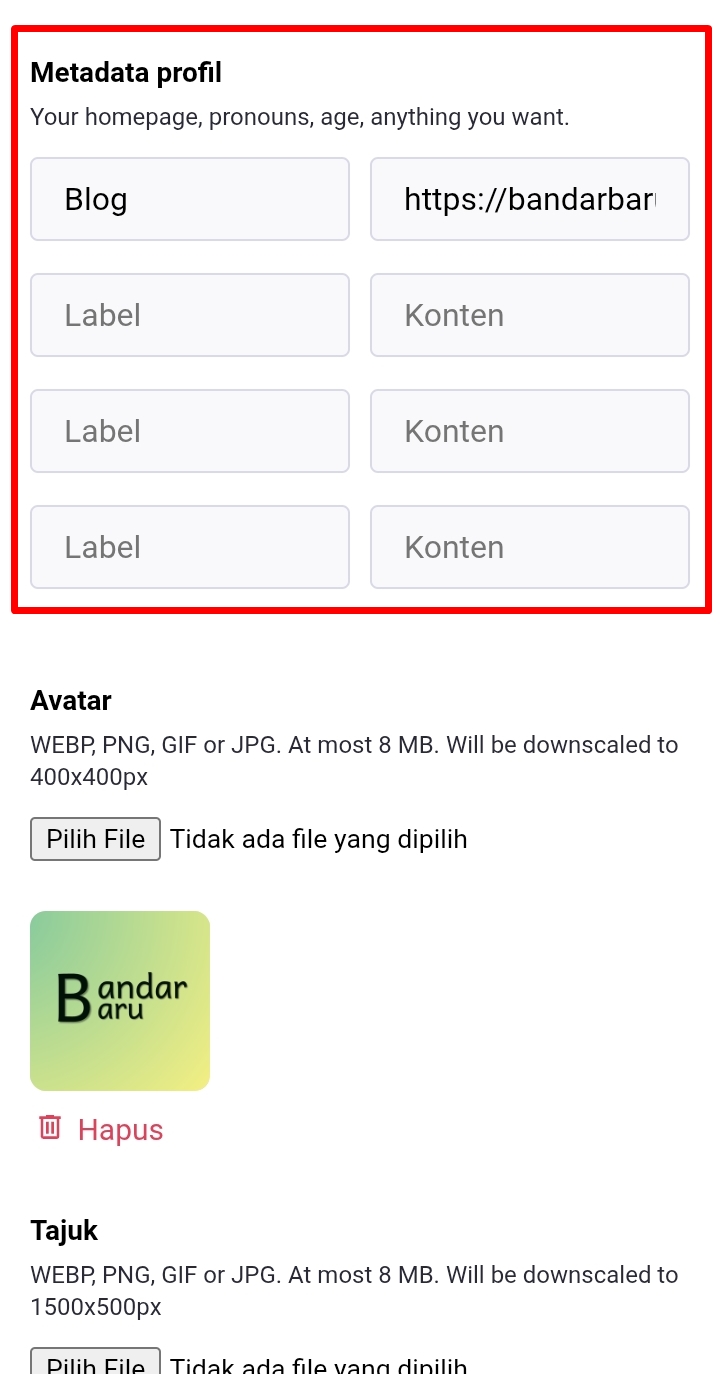 Metadata profil
Your homepage, pronouns, age, anything you want.
Blog
https://bandarbar
Label
Konten
Label
Konten
Label
Konten
Avatar
WEBP, PNG, GIF or JPG. At most 8 MB. Will be downscaled to
400x400px
Pilih File Tidak ada file yang dipilih
Bandar
Baru
Hapus
Tajuk
WEBP, PNG, GIF or JPG. At most 8 MB. Will be downscaled to
1500x500px
Pilih File Tidak ada file yang dipilih